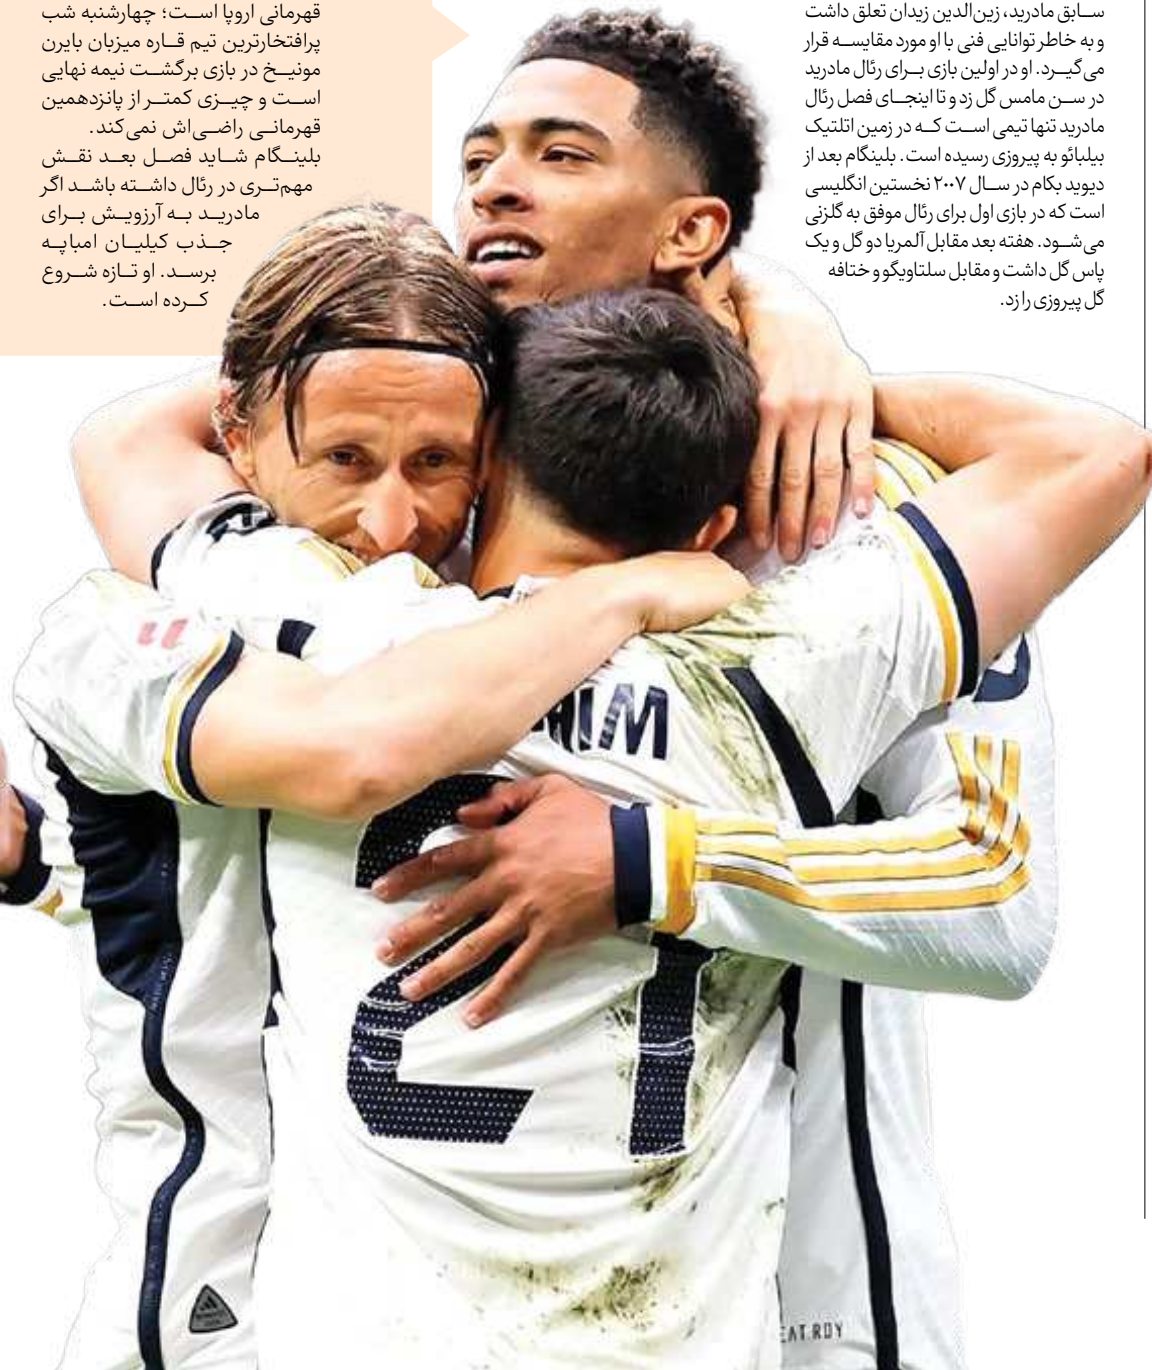 سابق مادرید، زین‌الدین زیدان تعلق داشت
و به خاطر توانایی فنی با او مورد مقایسه قرار
می‌گیرد. او در اولین بازی برای رئال مادرید
در سن مامس گل زد و تا اینجای فصل رئال
مادرید تنها تیمی است که در زمین اتلتیک
بیلبائو به پیروزی رسیده است. بلینگام بعد از
دیوید بکام در سال ۲۰۰۷ نخستین انگلیسی
است که در بازی اول برای رئال موفق به گلزنی
می‌شود. هفته بعد مقابل آلمریا دو گل و یک
پاس گل داشت و مقابل سلتاویگو و ختافه
گل پیروزی را زد.
قهرمانی اروپا است؛ چهارشنبه شب
پرافتخارترین تیم قاره میزبان بایرن
مونیخ در بازی برگشت نیمه نهایی
است و چیزی کمتر از پانزدهمین
قهرمانی راضی‌اش نمی‌کند.
بلینگام شاید فصل بعد نقش
مهم‌تری در رئال داشته باشد اگر
مادرید به آرزویش برای
جذب کیلیان امباپه
برسد. او تازه شروع
کرده است.
HIM
21
EAT.RDY